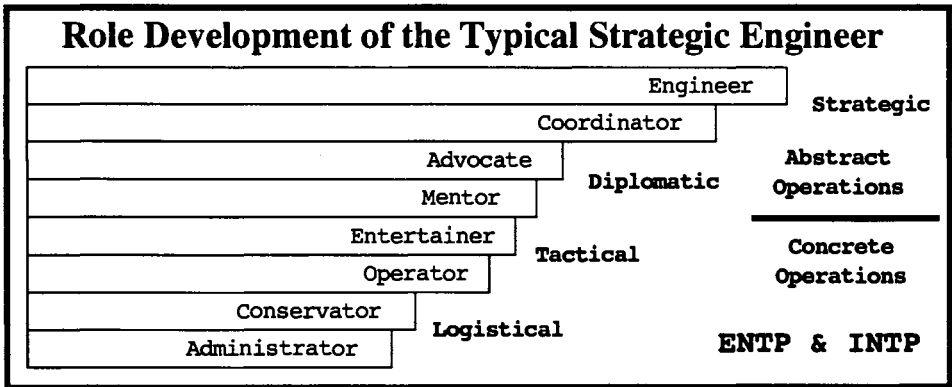 Role Development of the Typical Strategic Engineer
Engineer
Strategic
Coordinator
Advocate
Diplomatic
Abstract
Operations
Mentor
Entertainer
Tactical
Concrete
Operations
Operator
Conservator
Logistical
Administrator
ENTP & INTP